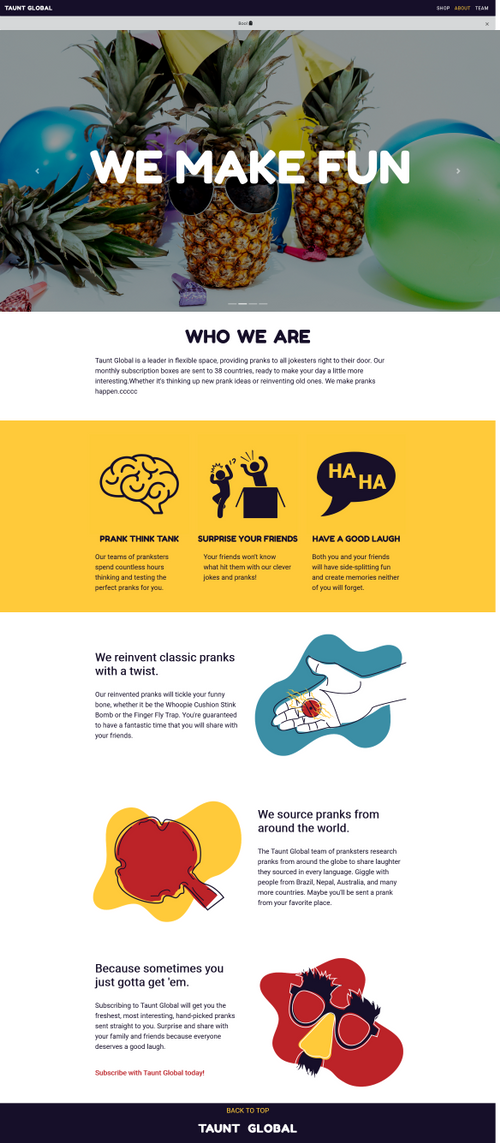 TAUNT GLOBAL
SHOP ABOUT TEAM
WE MAKE FUN
WHO WE ARE
Taunt Global is a leader in flexible space, providing pranks to all jokesters right to their door. Our
monthly subscription boxes are sent to 38 countries, ready to make your day a little more
interesting.Whether it's thinking up new prank ideas or reinventing old ones. We make pranks
happen.ccccc
HA
HA
PRANK THINK TANK
Our teams of pranksters
spend countless hours
thinking and testing the
perfect pranks for you.
SURPRISE YOUR FRIENDS
Your friends won't know
what hit them with our clever
jokes and pranks!
HAVE A GOOD LAUGH
Both you and your friends
will have side-splitting fun
and create memories neither
of you will forget.
We reinvent classic pranks
with a twist.
Our reinvented pranks will tickle your funny
bone, whether it be the Whoopie Cushion Stink
Bomb or the Finger Fly Trap. You're guaranteed
to have a fantastic time that you will share with
your friends.
We source pranks from
around the world.
The Taunt Global team of pranksters research
pranks from around the globe to share laughter
they sourced in every language. Giggle with
people from Brazil, Nepal, Australia, and many
more countries. Maybe you'll be sent a prank
from your favorite place.
Because sometimes you
just gotta get 'em.
Subscribing to Taunt Global will get you the
freshest, most interesting, hand-picked pranks
sent straight to you. Surprise and share with
your family and friends because everyone
deserves a good laugh.
Subscribe with Taunt Global today!
BACK TO TOP
TAUNT GLOBAL